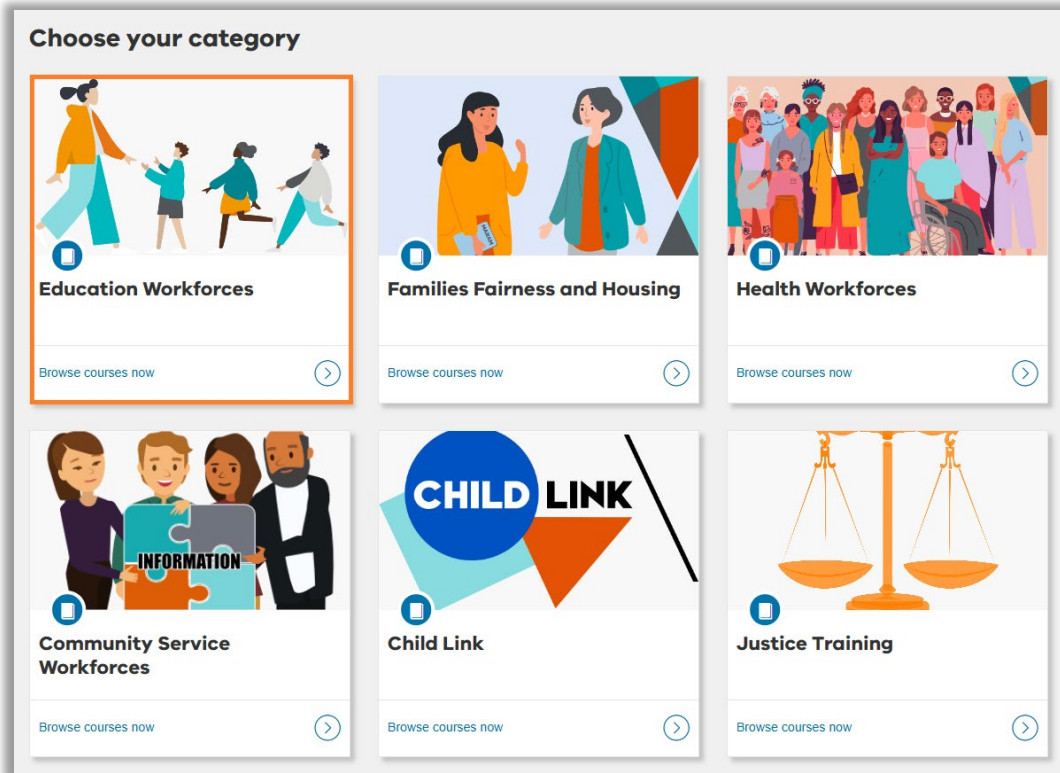 Choose your category
Education Workforces
Browse courses now
MARAM
Families Fairness and Housing
Browse courses now
Health Workforces
Browse courses now
INFORMATION
Community Service
Workforces
Browse courses now
CHILD LINK
Child Link
Browse courses now
Justice Training
Browse courses now